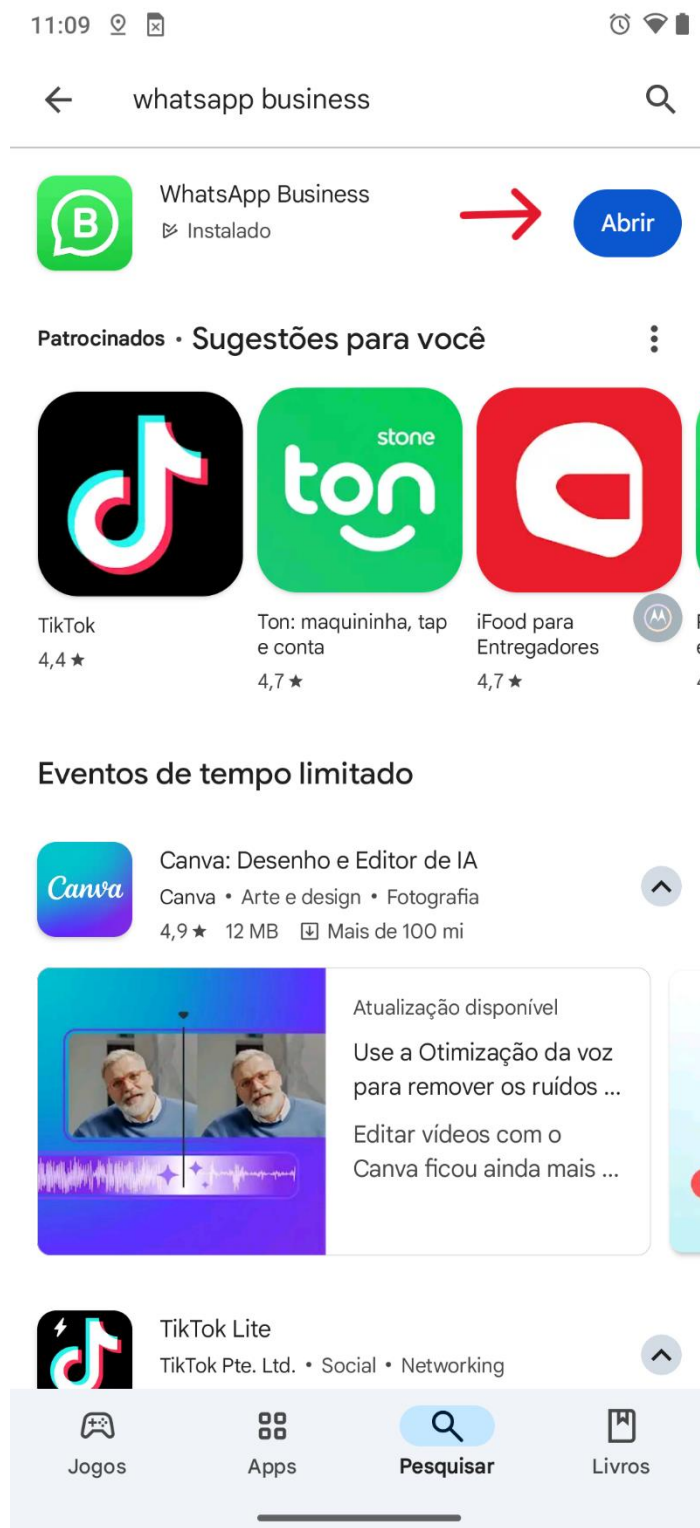 11:09
whatsapp business
B
WhatsApp Business
Instalado
Abrir
Patrocinados • Sugestões para você
stone
ton
TikTok
4,4 ★
Ton: maquininha, tap
e conta
4,7 ★
iFood para
Entregadores
4,7 ★
Eventos de tempo limitado
Canva
Canva: Desenho e Editor de IA
Canva • Arte e design • Fotografia
4,9 ★ 12 MB Mais de 100 mi
Atualização disponível
Use a Otimização da voz
para remover os ruídos ...
Editar vídeos com o
Canva ficou ainda mais ...
TikTok Lite
TikTok Pte. Ltd. • Social • Networking
Jogos
Apps
Pesquisar
Livros